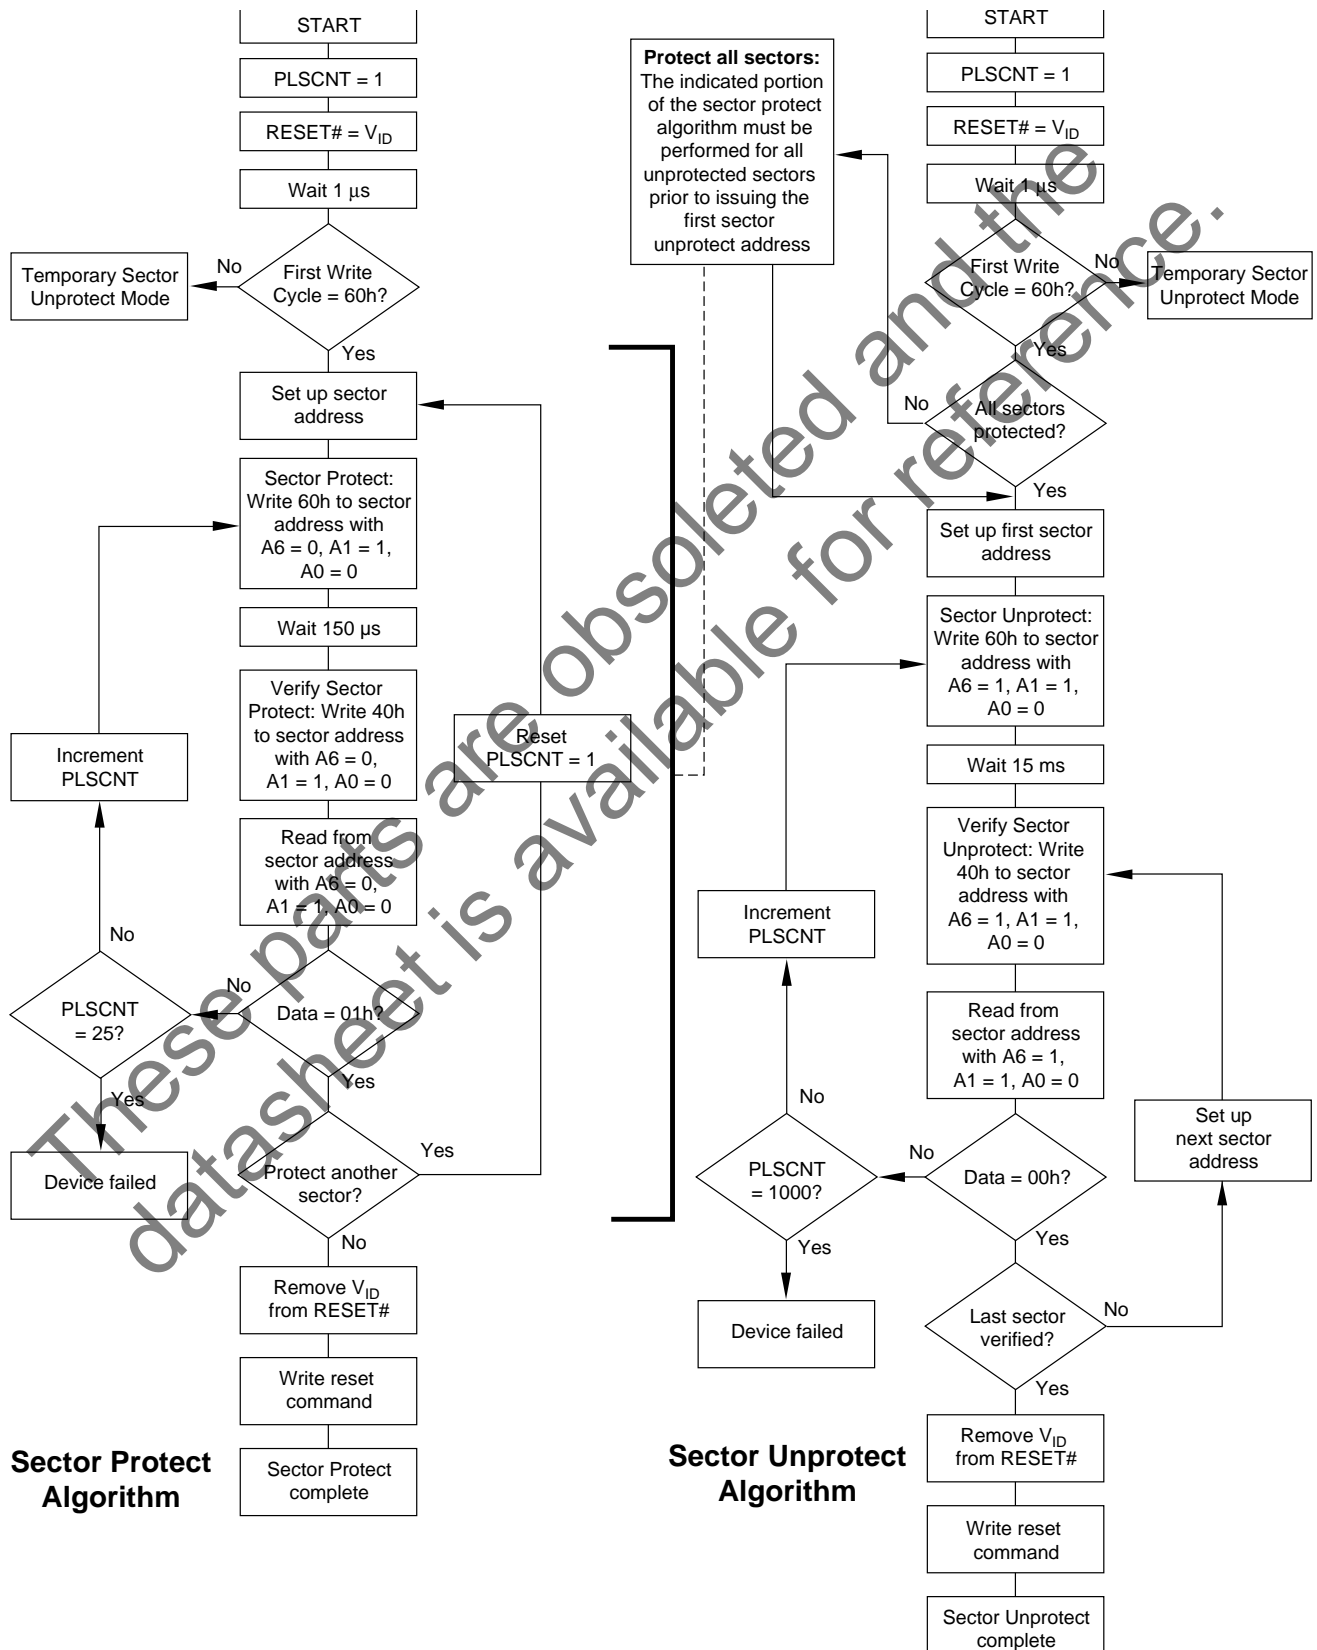 START
PLSCNT = 1
RESET# = VID
Wait 1 μs
First Write
Cycle = 60h?
No
Temporary Sector
Unprotect Mode
Yes
Set up sector
address
Sector Protect:
Write 60h to sector
address with
A6 = 0, A1 = 1,
A0 = 0
Wait 150 µs
Verify Sector
Protect: Write 40h
to sector address
with A6 = 0,
A1 = 1, A0 = 0
Increment
PLSCNT
Reset
PLSCNT = 1
Read from
sector address
with A6 = 0,
A1 = 1, A0 = 0
No
PLSCNT
= 25?
No
Data = 01h?
Yes
Yes
Device failed
Protect another
sector?
Yes
No
Remove VID
from RESET#
Write reset
command
Sector Protect
complete
Sector Protect
Algorithm
Protect all sectors:
The indicated portion
of the sector protect
algorithm must be
performed for all
unprotected sectors
prior to issuing the
first sector
unprotect address
START
PLSCNT = 1
RESET# = VID
Wait 1 μs
First Write
Cycle = 60h?
No
Temporary Sector
Unprotect Mode
Yes
No
All sectors
protected?
Yes
Set up first sector
address
Sector Unprotect:
Write 60h to sector
address with
A6 = 1, A1 = 1,
A0 = 0
Wait 15 ms
Verify Sector
Unprotect: Write
40h to sector
address with
A6 = 1, A1 = 1,
A0 = 0
Increment
PLSCNT
Read from
sector address
with A6 = 1,
A1 = 1, A0 = 0
No
Set up
next sector
address
PLSCNT
= 1000?
No
Data = 00h?
Yes
Yes
Device failed
Last sector
verified?
No
Yes
Remove VID
from RESET#
Write reset
command
Sector Unprotect
complete
Sector Unprotect
Algorithm
These parts are obsoleted and the
datasheet is available for reference.